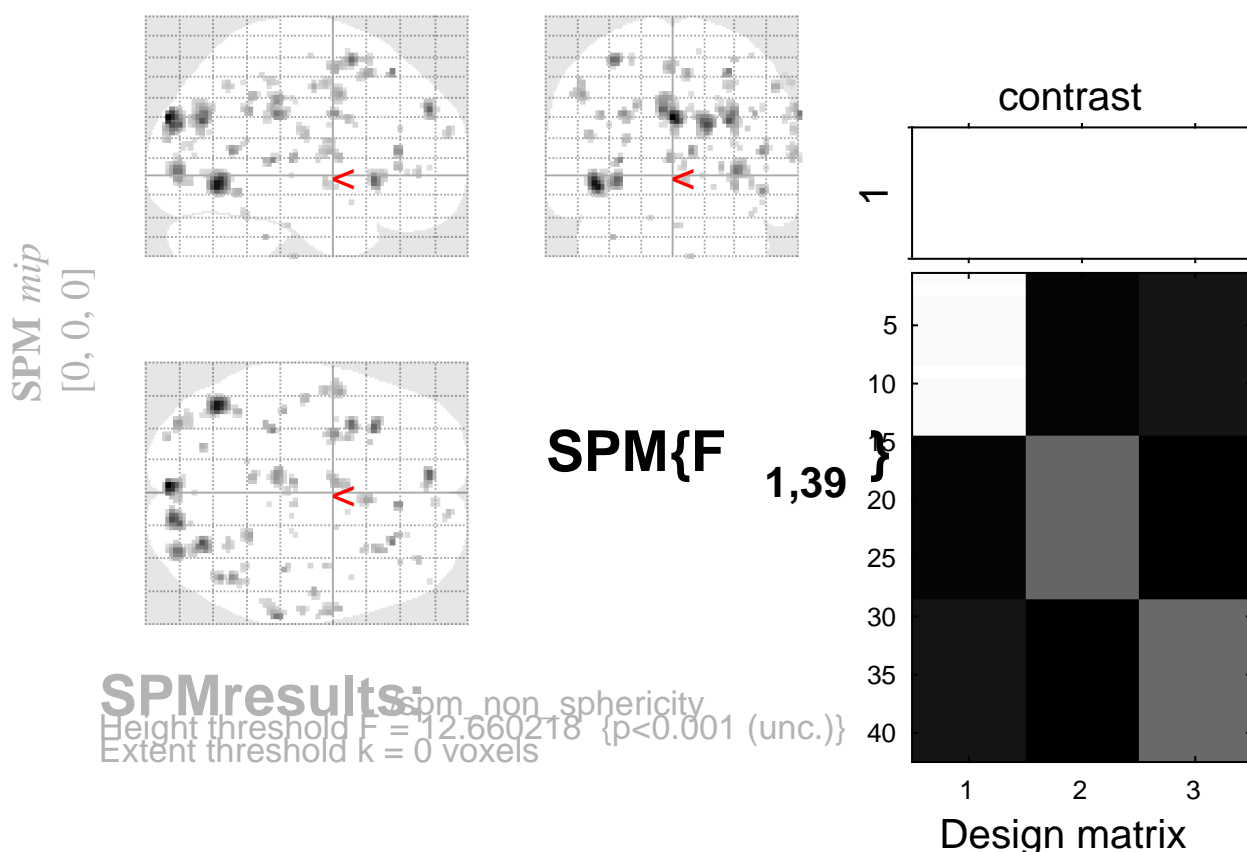 SPM mip
[0, 0, 0]
<
<
<
SPM{F 1,39 }
SPMresults: ./spm_non_sphericity
Height threshold F = 12.660218 {p<0.001 (unc.)}
Extent threshold k = 0 voxels
contrast
1
5
10
15
20
25
30
35
40
1 2 3
Design matrix